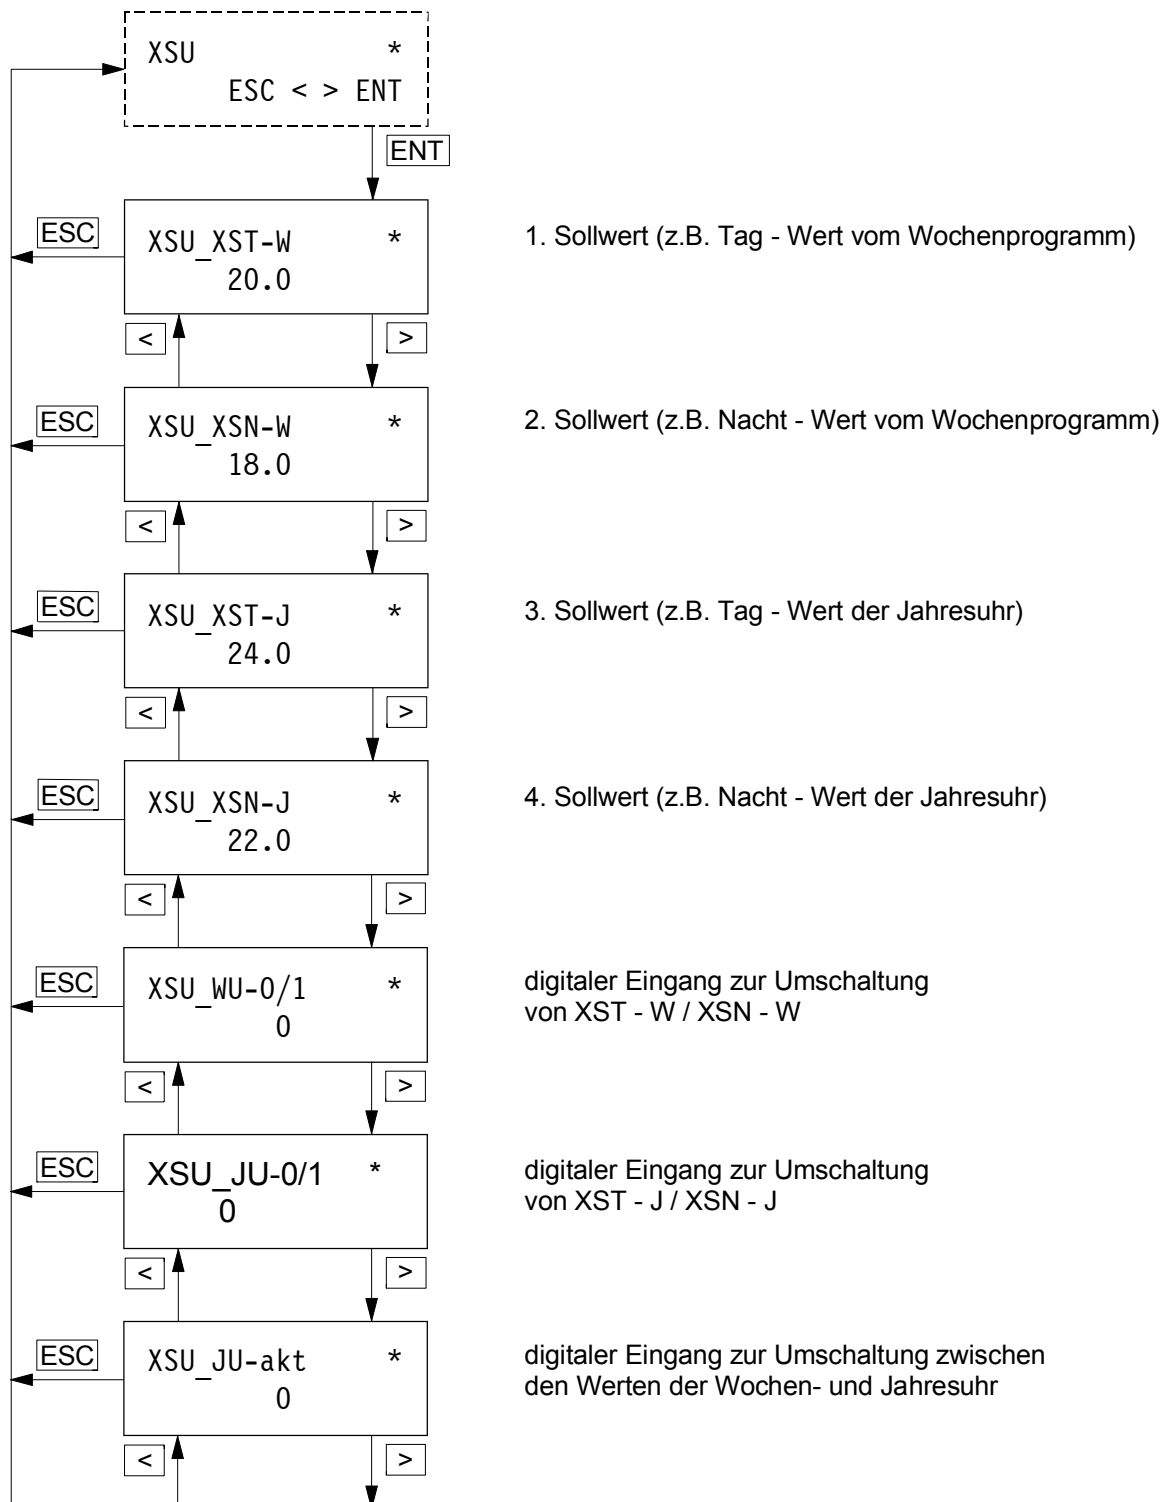 XSU *
ESC < > ENT
ENT
ESC
XSU_XST-W *
20.0
1. Sollwert (z.B. Tag - Wert vom Wochenprogramm)
< >
ESC
XSU_XSN-W *
18.0
2. Sollwert (z.B. Nacht - Wert vom Wochenprogramm)
< >
ESC
XSU_XST-J *
24.0
3. Sollwert (z.B. Tag - Wert der Jahresuhr)
< >
ESC
XSU_XSN-J *
22.0
4. Sollwert (z.B. Nacht - Wert der Jahresuhr)
< >
ESC
XSU_WU-0/1 *
0
digitaler Eingang zur Umschaltung
von XST - W / XSN - W
< >
ESC
XSU_JU-0/1 *
0
digitaler Eingang zur Umschaltung
von XST - J / XSN - J
< >
ESC
XSU_JU-akt *
0
digitaler Eingang zur Umschaltung zwischen
den Werten der Wochen- und Jahresuhr
< >